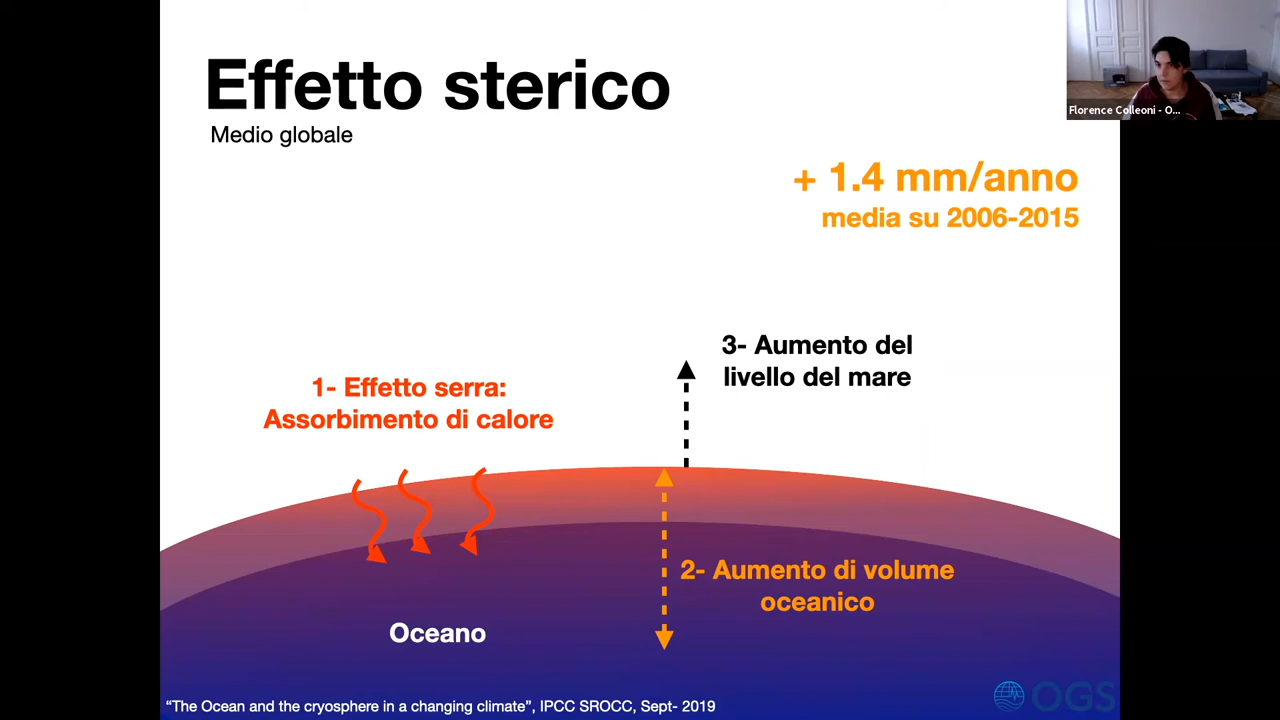 Effetto sterico
Medio globale
Florence Colleoni - O...
+ 1.4 mm/anno
media su 2006-2015
3- Aumento del
livello del mare
1- Effetto serra:
Assorbimento di calore
2- Aumento di volume
oceanico
Oceano
"The Ocean and the cryosphere in a changing climate", IPCC SROCC, Sept- 2019
OGS